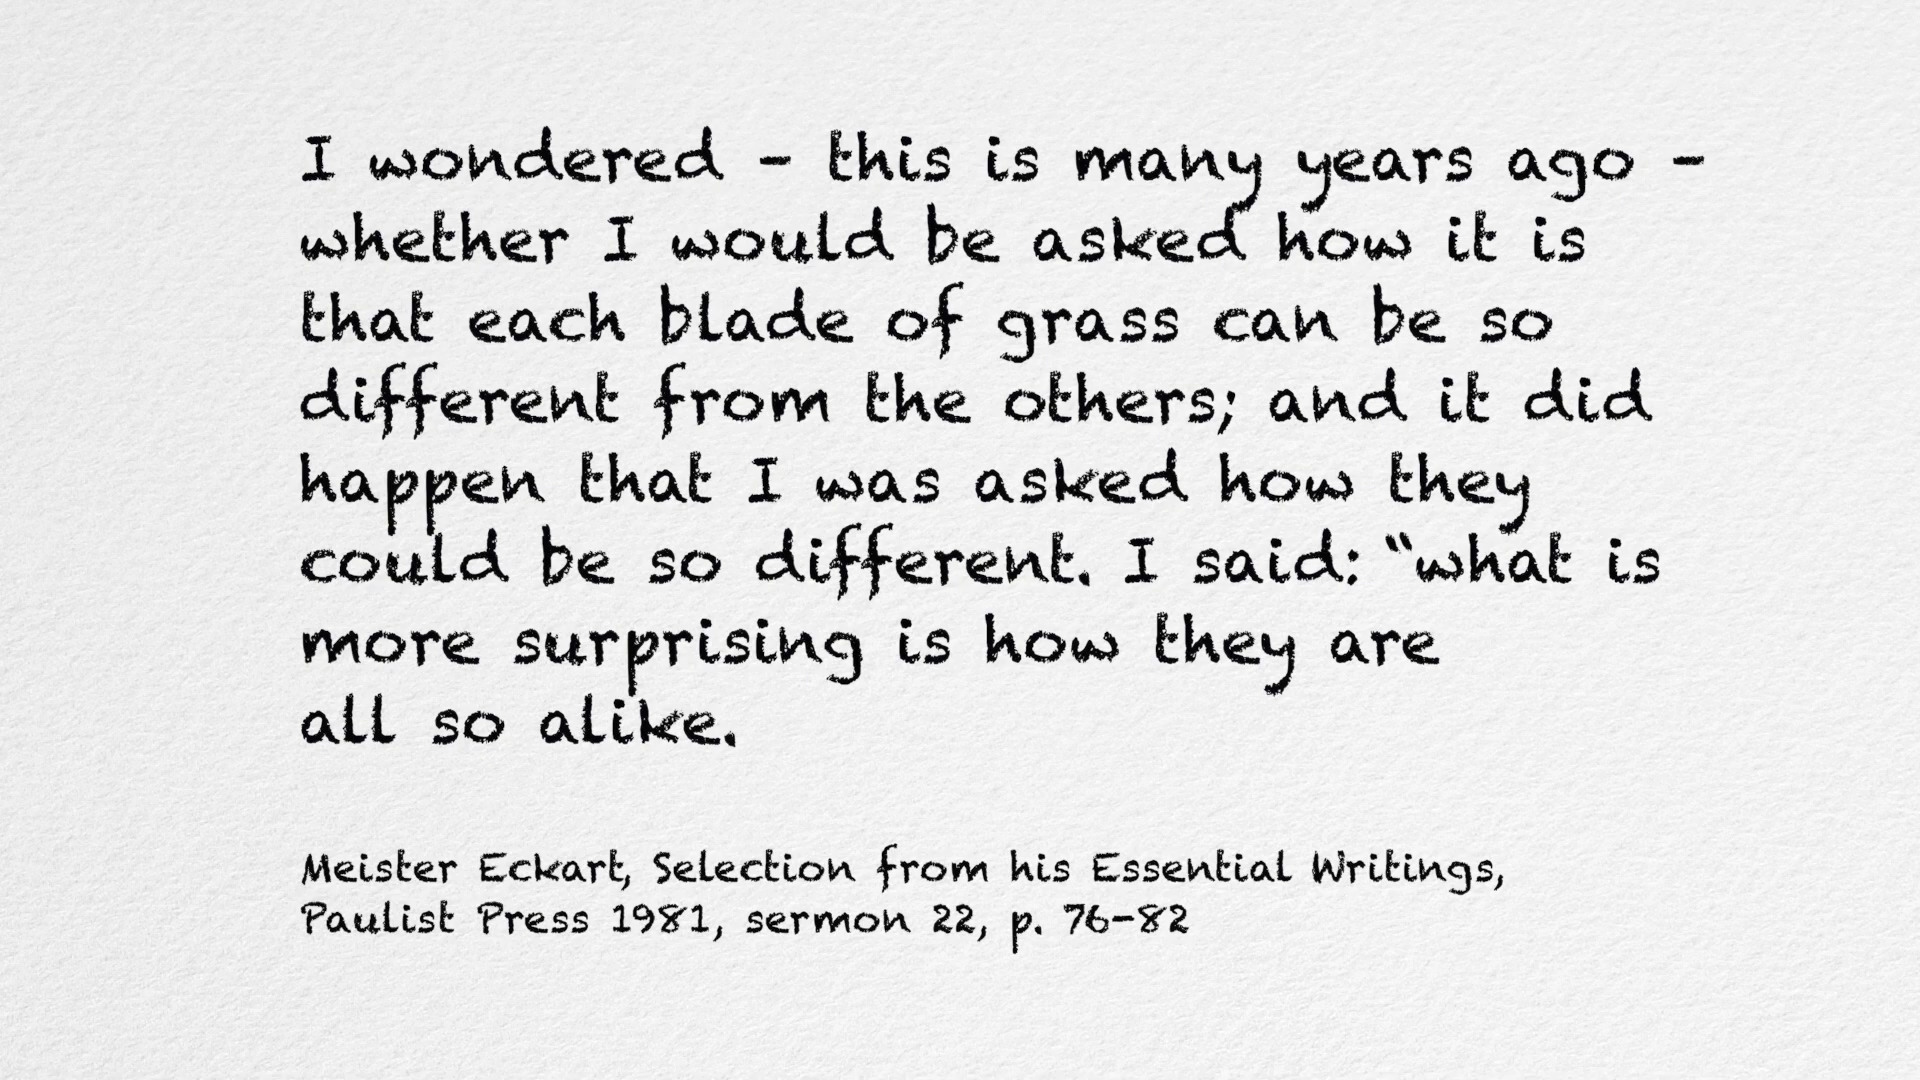 I wondered – this is many years ago –
whether I would be asked how it is
that each blade of grass can be so
different from the others; and it did
happen that I was asked how they
could be so different. I said: “what is
more surprising is how they are
all so alike.
Meister Eckart, Selection from his Essential Writings,
Paulist Press 1981, sermon 22, p. 76-82